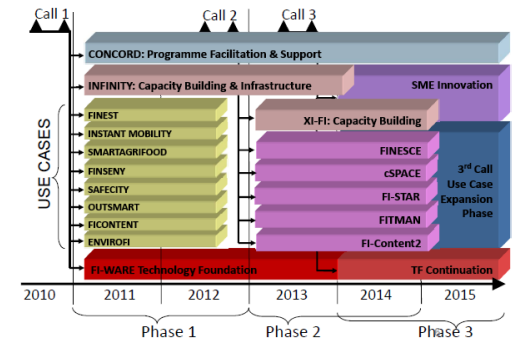 Call 1
Call 2
Call 3
CONCORD: Programme Facilitation & Support
INFINITY: Capacity Building & Infrastructure
SME Innovation
USE CASES
FINEST
INSTANT MOBILITY
SMARTAGRIFOOD
FINSENY
SAFECITY
OUTSMART
FICONTENT
ENVIROFI
XI-FI: Capacity Building
FINESCE
cSPACE
FI-STAR
FITMAN
FI-Content2
3rd Call
Use Case
Expansion
Phase
FI-WARE Technology Foundation
TF Continuation
2010
2011
2012
2013
2014
2015
Phase 1
Phase 2
Phase 3